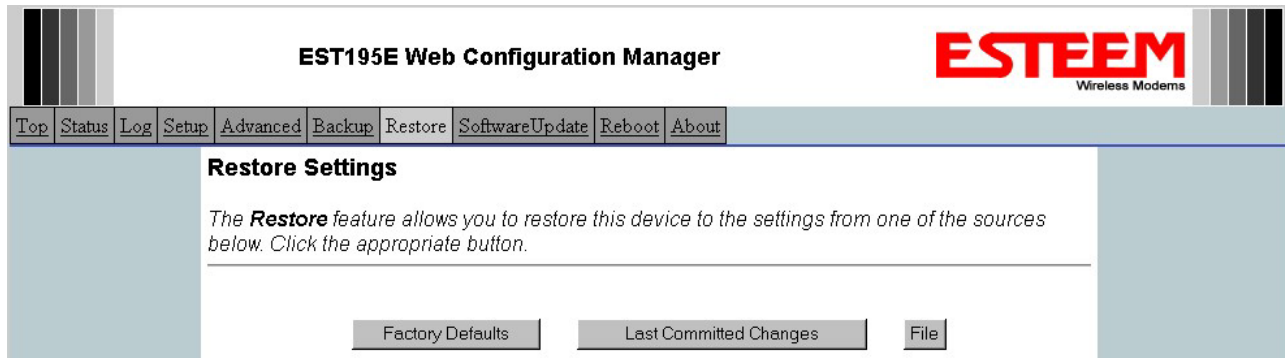 EST195E Web Configuration Manager
ESTEEM
Wireless Modems
Top Status Log Setup Advanced Backup Restore SoftwareUpdate Reboot About
Restore Settings
The Restore feature allows you to restore this device to the settings from one of the sources
below. Click the appropriate button.
Factory Defaults Last Committed Changes File